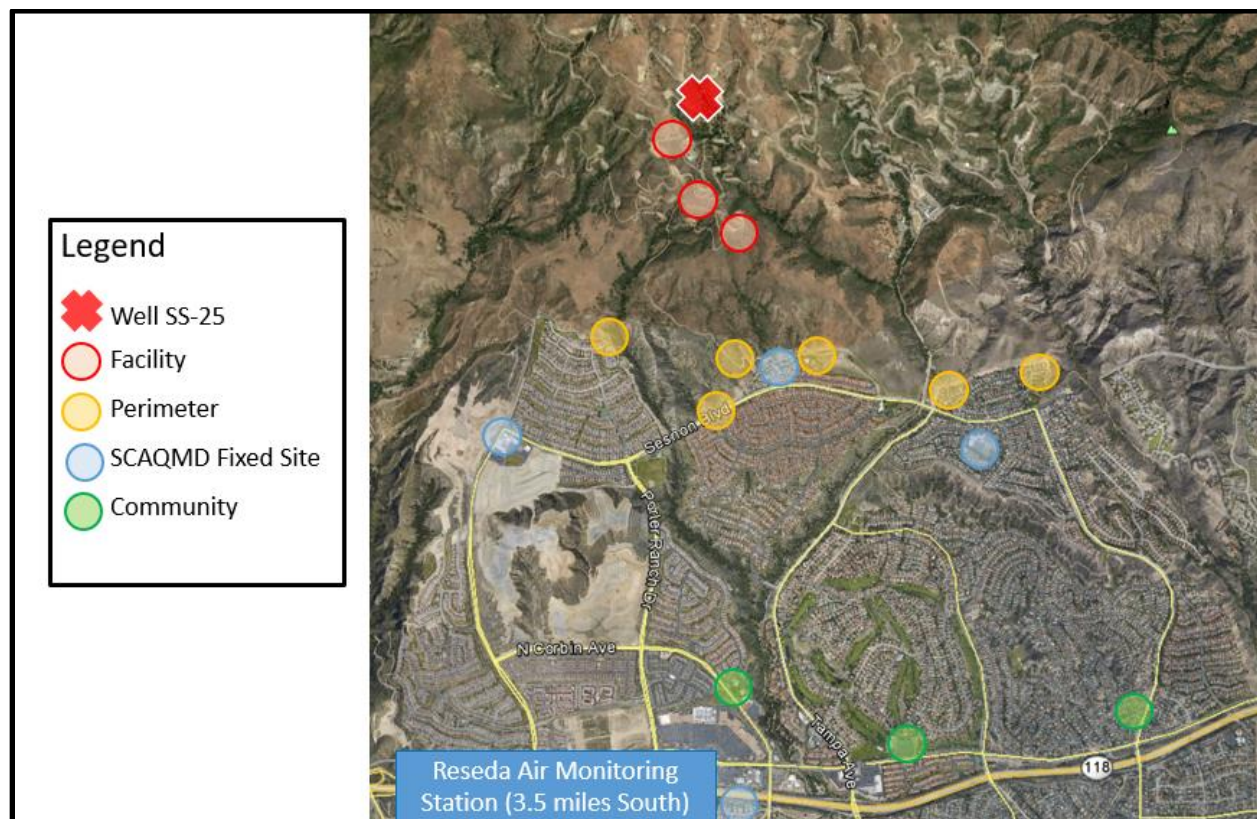 Legend
Well SS-25
Facility
Perimeter
SCAQMD Fixed Site
Community
Sesnon Blvd
Porter Ranch Dr
N Corbin Ave
Tampa Ave
118
Reseda Air Monitoring
Station (3.5 miles South)